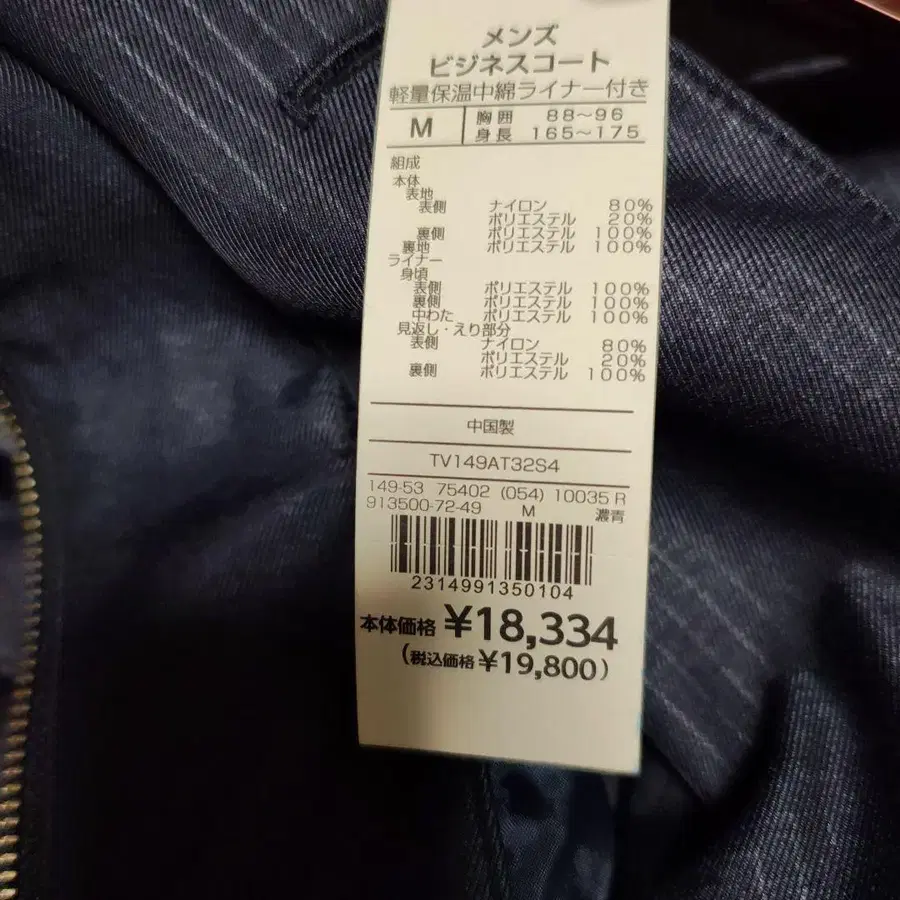 メンズ
ビジネスコート
軽量保温中綿ライナー付き
M 胸囲 88～96
身長 165～175
組成
本体
表地
表側 ナイロン 80%
ポリエステル 20%
裏側 ポリエステル 100%
裏地 ポリエステル 100%
ライナー
身頃
表側 ポリエステル 100%
裏側 ポリエステル 100%
中わた ポリエステル 100%
見返し・えり部分
表側 ナイロン 80%
ポリエステル 20%
裏側 ポリエステル 100%
中国製
TV149AT32S4
149-53 75402 (054) 10035 R
913500-72-49 M 濃青
2314991350104
本体価格 ¥18,334
(税込価格 ¥19,800)